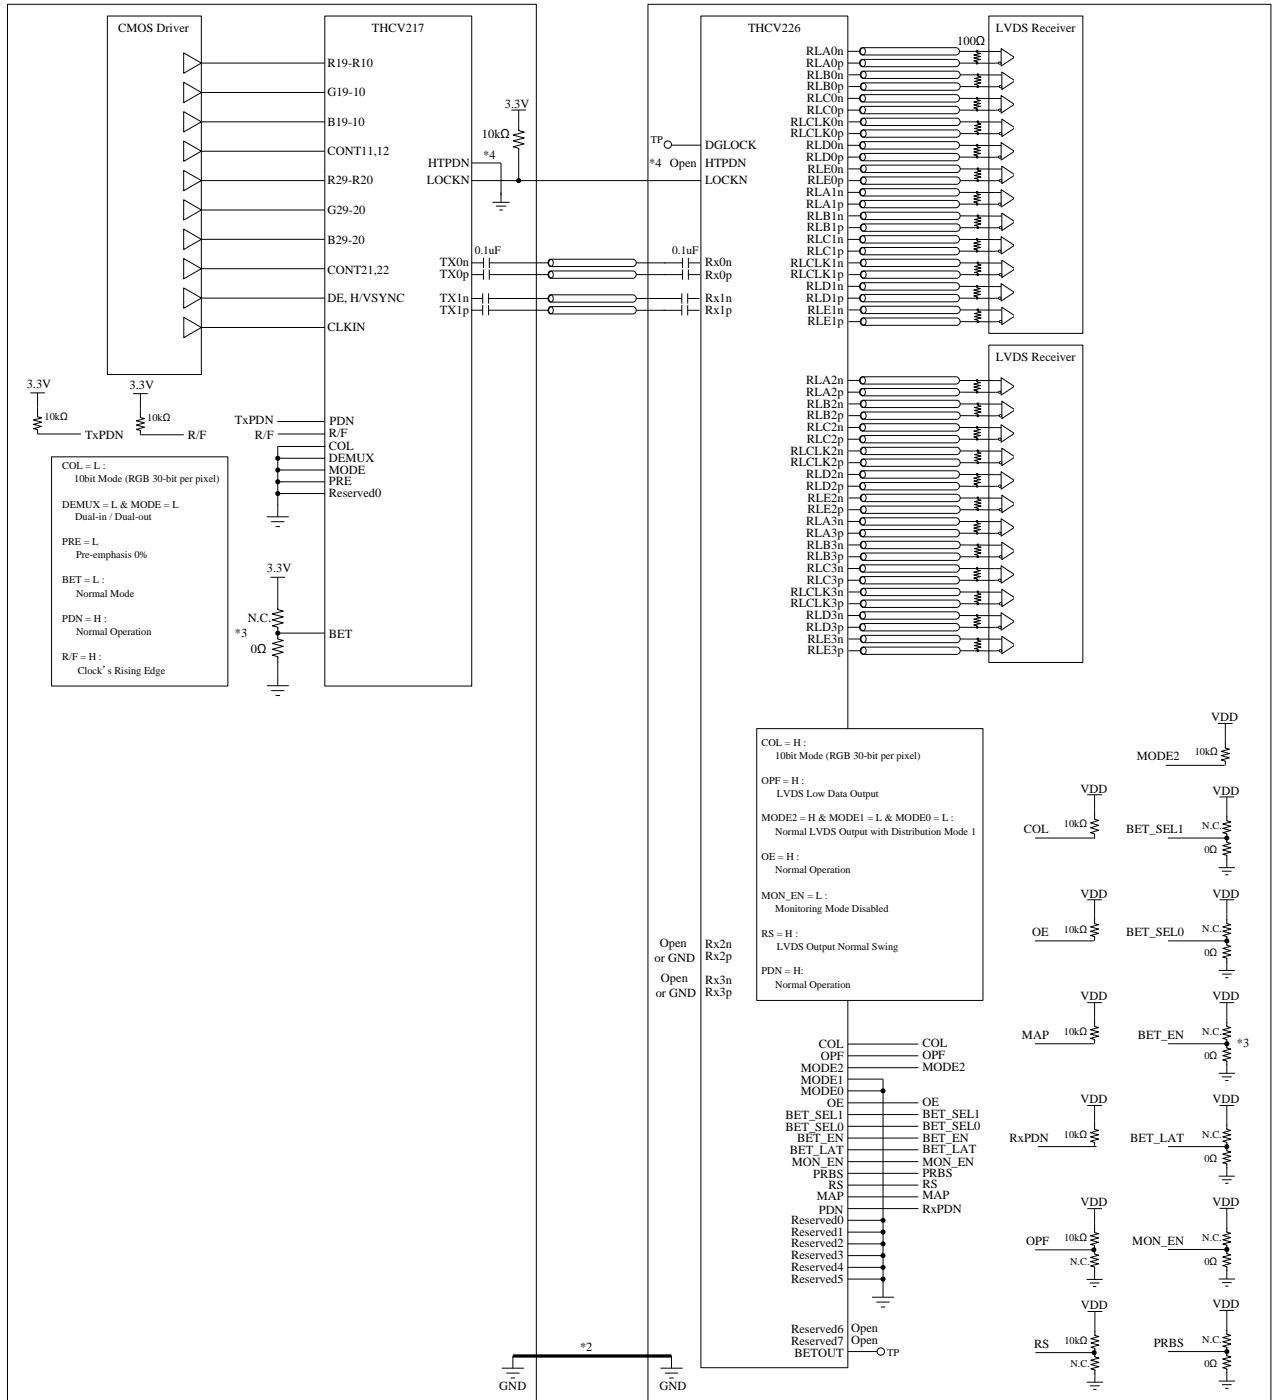 CMOS Driver
THCV217
R19-R10
G19-10
B19-10
CONT11,12
R29-R20
G29-20
B29-20
CONT21,22
DE, H/VSYNC
CLKIN
HTPDN
*4
LOCKN
3.3V
10kΩ
TX0n
TX0p
TX1n
TX1p
0.1uF
0.1uF
3.3V
10kΩ
TxPDN
3.3V
10kΩ
R/F
TxPDN
R/F
PDN
R/F
COL
DEMUX
MODE
PRE
Reserved0
COL = L :
10bit Mode (RGB 30-bit per pixel)
DEMUX = L & MODE = L
Dual-in / Dual-out
PRE = L
Pre-emphasis 0%
BET = L :
Normal Mode
PDN = H :
Normal Operation
R/F = H :
Clock's Rising Edge
3.3V
N.C.
*3
0Ω
BET
THCV226
TP
DGLOCK
*4 Open HTPDN
LOCKN
Rx0n
Rx0p
Rx1n
Rx1p
LVDS Receiver
100Ω
RLA0n
RLA0p
RLB0n
RLB0p
RLC0n
RLC0p
RLCLK0n
RLCLK0p
RLD0n
RLD0p
RLE0n
RLE0p
RLA1n
RLA1p
RLB1n
RLB1p
RLC1n
RLC1p
RLCLK1n
RLCLK1p
RLD1n
RLD1p
RLE1n
RLE1p
LVDS Receiver
RLA2n
RLA2p
RLB2n
RLB2p
RLC2n
RLC2p
RLCLK2n
RLCLK2p
RLD2n
RLD2p
RLE2n
RLE2p
RLA3n
RLA3p
RLB3n
RLB3p
RLC3n
RLC3p
RLCLK3n
RLCLK3p
RLD3n
RLD3p
RLE3n
RLE3p
COL = H :
10bit Mode (RGB 30-bit per pixel)
OPF = H :
LVDS Low Data Output
MODE2 = H & MODE1 = L & MODE0 = L :
Normal LVDS Output with Distribution Mode 1
OE = H :
Normal Operation
MON_EN = L :
Monitoring Mode Disabled
RS = H :
LVDS Output Normal Swing
PDN = H:
Normal Operation
Open
or GND
Rx2n
Rx2p
Open
or GND
Rx3n
Rx3p
COL COL
OPF OPF
MODE2 MODE2
MODE1
MODE0
OE OE
BET_SEL1 BET_SEL1
BET_SEL0 BET_SEL0
BET_EN BET_EN
BET_LAT BET_LAT
MON_EN MON_EN
PRBS PRBS
RS RS
MAP MAP
PDN RxPDN
Reserved0
Reserved1
Reserved2
Reserved3
Reserved4
Reserved5
Reserved6 Open
Reserved7 Open
BETOUT TP
VDD
MODE2 10kΩ
VDD
COL 10kΩ
VDD
BET_SEL1 N.C.
0Ω
VDD
OE 10kΩ
VDD
BET_SEL0 N.C.
0Ω
VDD
MAP 10kΩ
VDD
BET_EN N.C.
*3
0Ω
VDD
RxPDN 10kΩ
VDD
BET_LAT N.C.
0Ω
VDD
OPF 10kΩ
N.C.
VDD
MON_EN N.C.
0Ω
VDD
RS 10kΩ
N.C.
VDD
PRBS N.C.
0Ω
*2
GND
GND